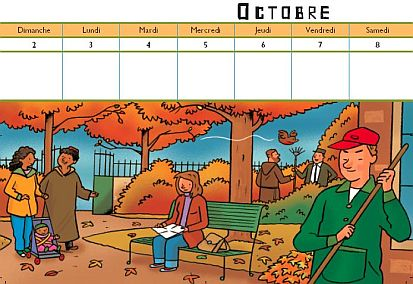 OCTOBRE
Dimanche Lundi Mardi Mercredi Jeudi Vendredi Samedi
2 3 4 5 6 7 8